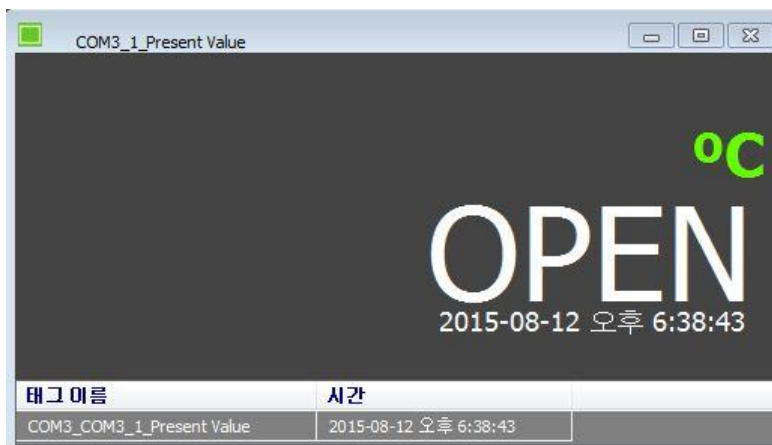 COM3_1_Present Value
ºC
OPEN
2015-08-12 오후 6:38:43
태그 이름 시간
COM3_COM3_1_Present Value 2015-08-12 오후 6:38:43